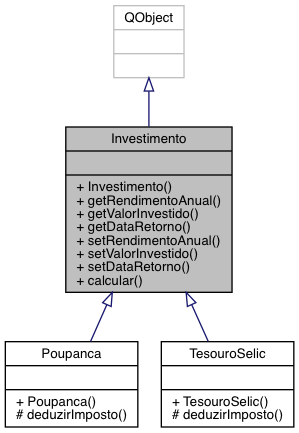 QObject
Investimento
+ Investimento()
+ getRendimentoAnual()
+ getValorInvestido()
+ getDataRetorno()
+ setRendimentoAnual()
+ setValorInvestido()
+ setDataRetorno()
+ calcular()
Poupanca
+ Poupanca()
# deduzirImposto()
TesouroSelic
+ TesouroSelic()
# deduzirImposto()